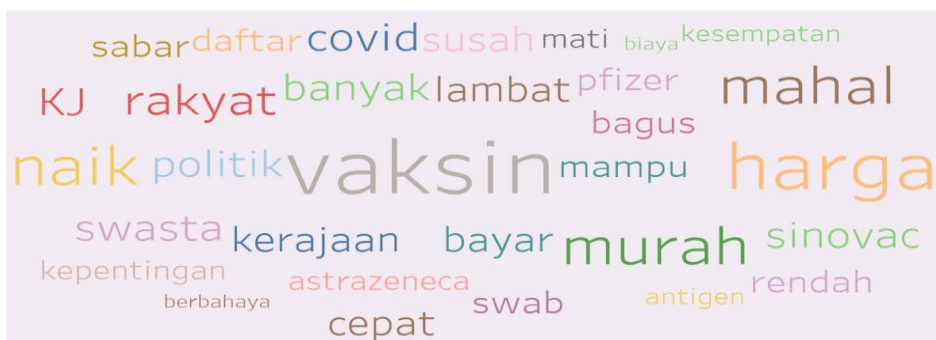 sabar daftar covid susah mati biaya kesempatan
KJ rakyat banyak lambat pfizer mahal
bagus
naik politik vaksin mampu harga
swasta kerajaan bayar murah sinovac
kepentingan astrazeneca antigen rendah
berbahaya swab
cepat